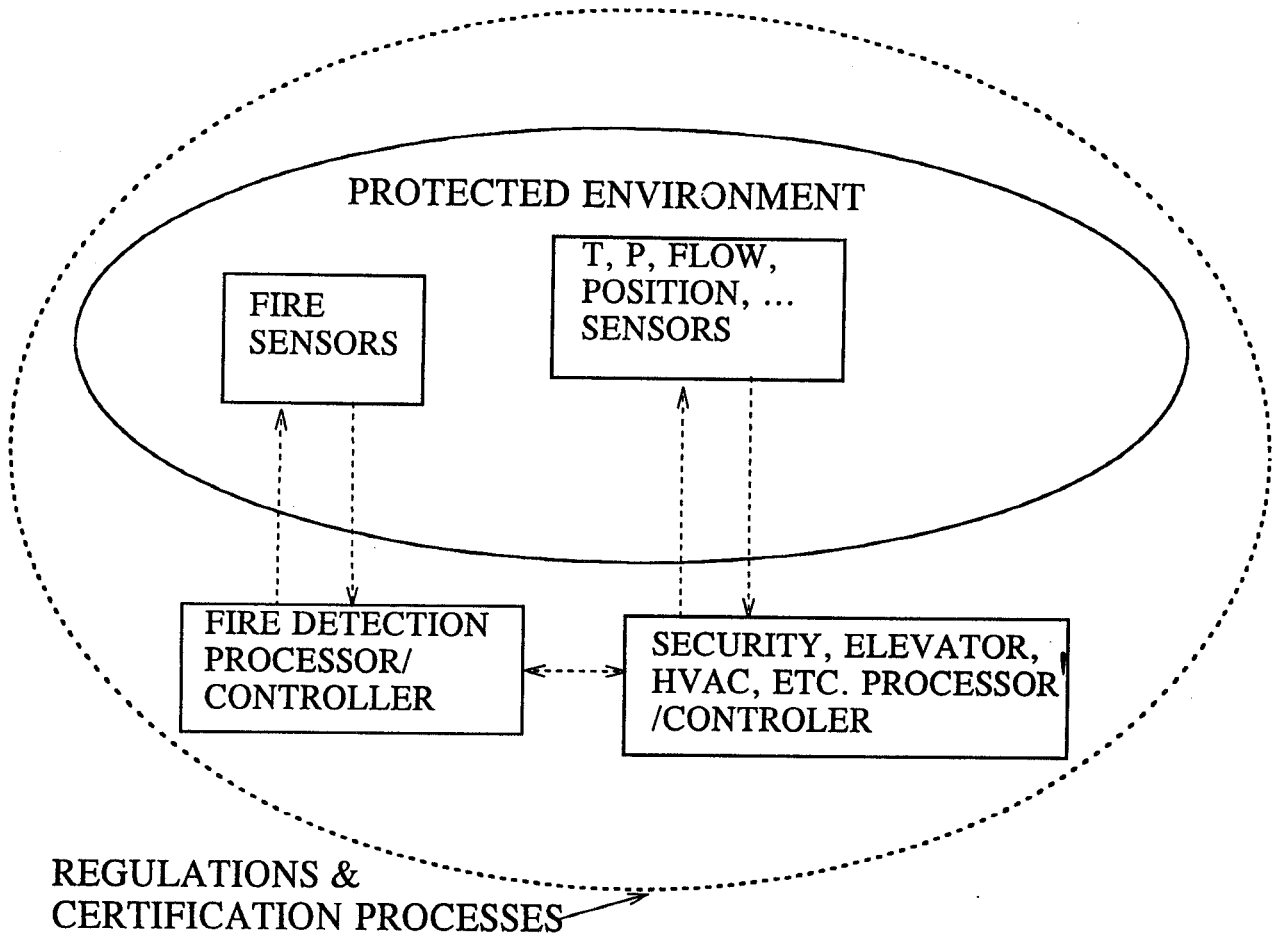 PROTECTED ENVIRONMENT
FIRE
SENSORS
T, P, FLOW,
POSITION, ...
SENSORS
FIRE DETECTION
PROCESSOR/
CONTROLLER
SECURITY, ELEVATOR,
HVAC, ETC. PROCESSOR
/CONTROLER
REGULATIONS &
CERTIFICATION PROCESSES